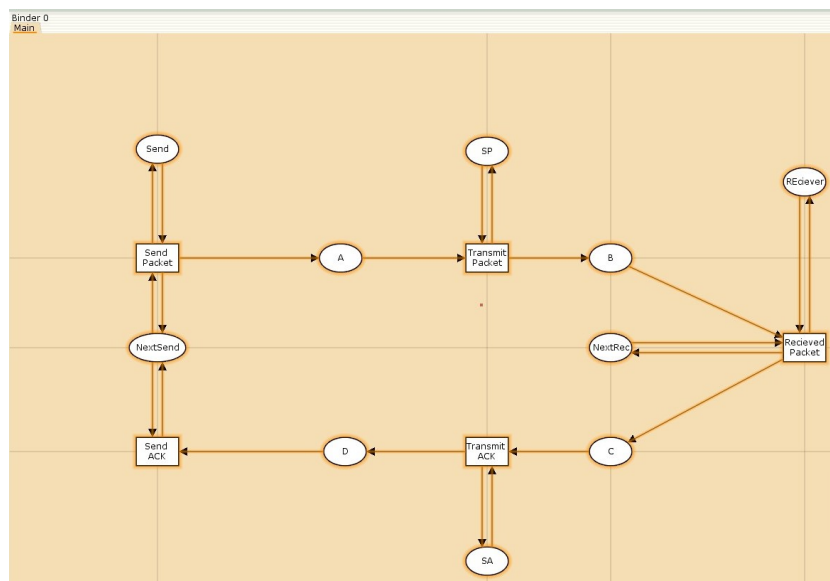 Binder 0
Main
Send
SP
REciever
Send
Packet
A
Transmit
Packet
B
NextSend
NextRec
Recieved
Packet
Send
ACK
D
Transmit
ACK
C
SA